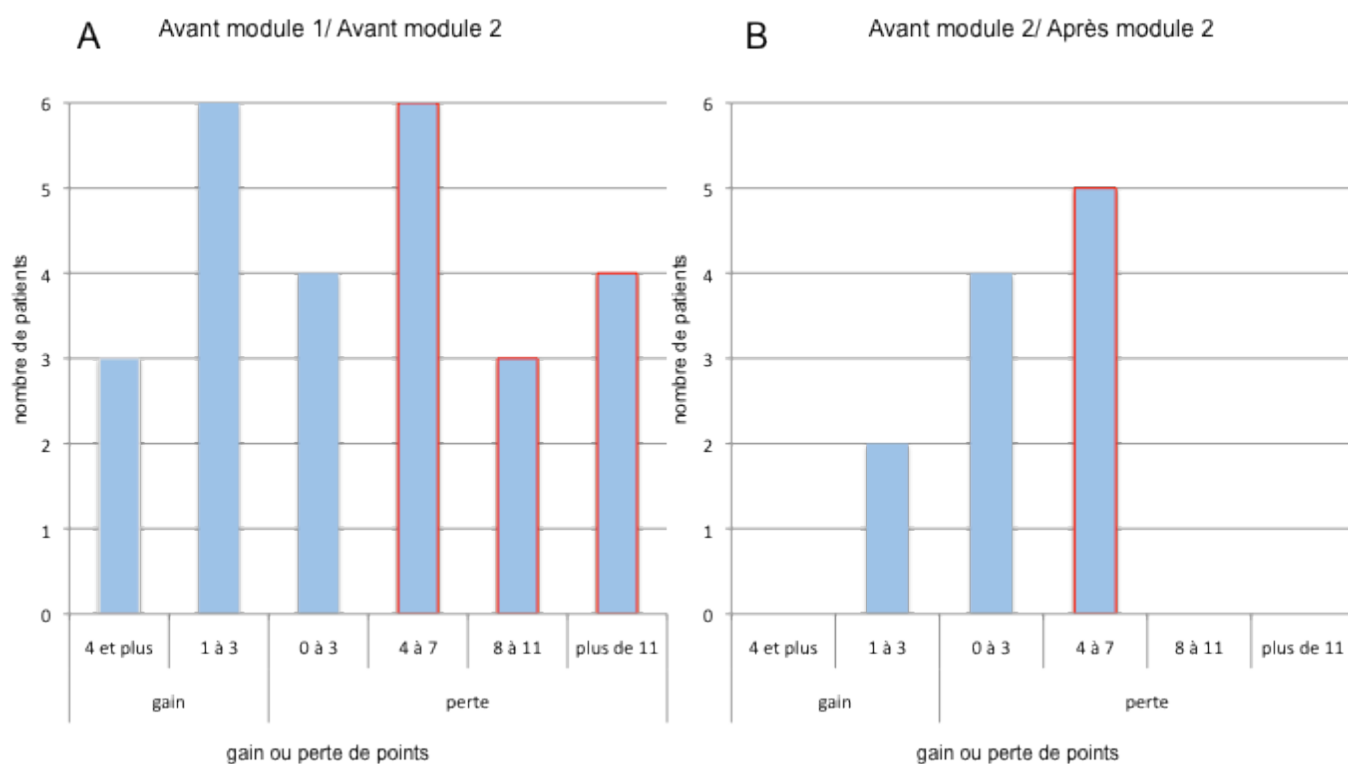 A
Avant module 1/ Avant module 2
nombre de patients
6
5
4
3
2
1
0
4 et plus 1 à 3 0 à 3 4 à 7 8 à 11 plus de 11
gain perte
gain ou perte de points
B
Avant module 2/ Après module 2
nombre de patients
6
5
4
3
2
1
0
4 et plus 1 à 3 0 à 3 4 à 7 8 à 11 plus de 11
gain perte
gain ou perte de points